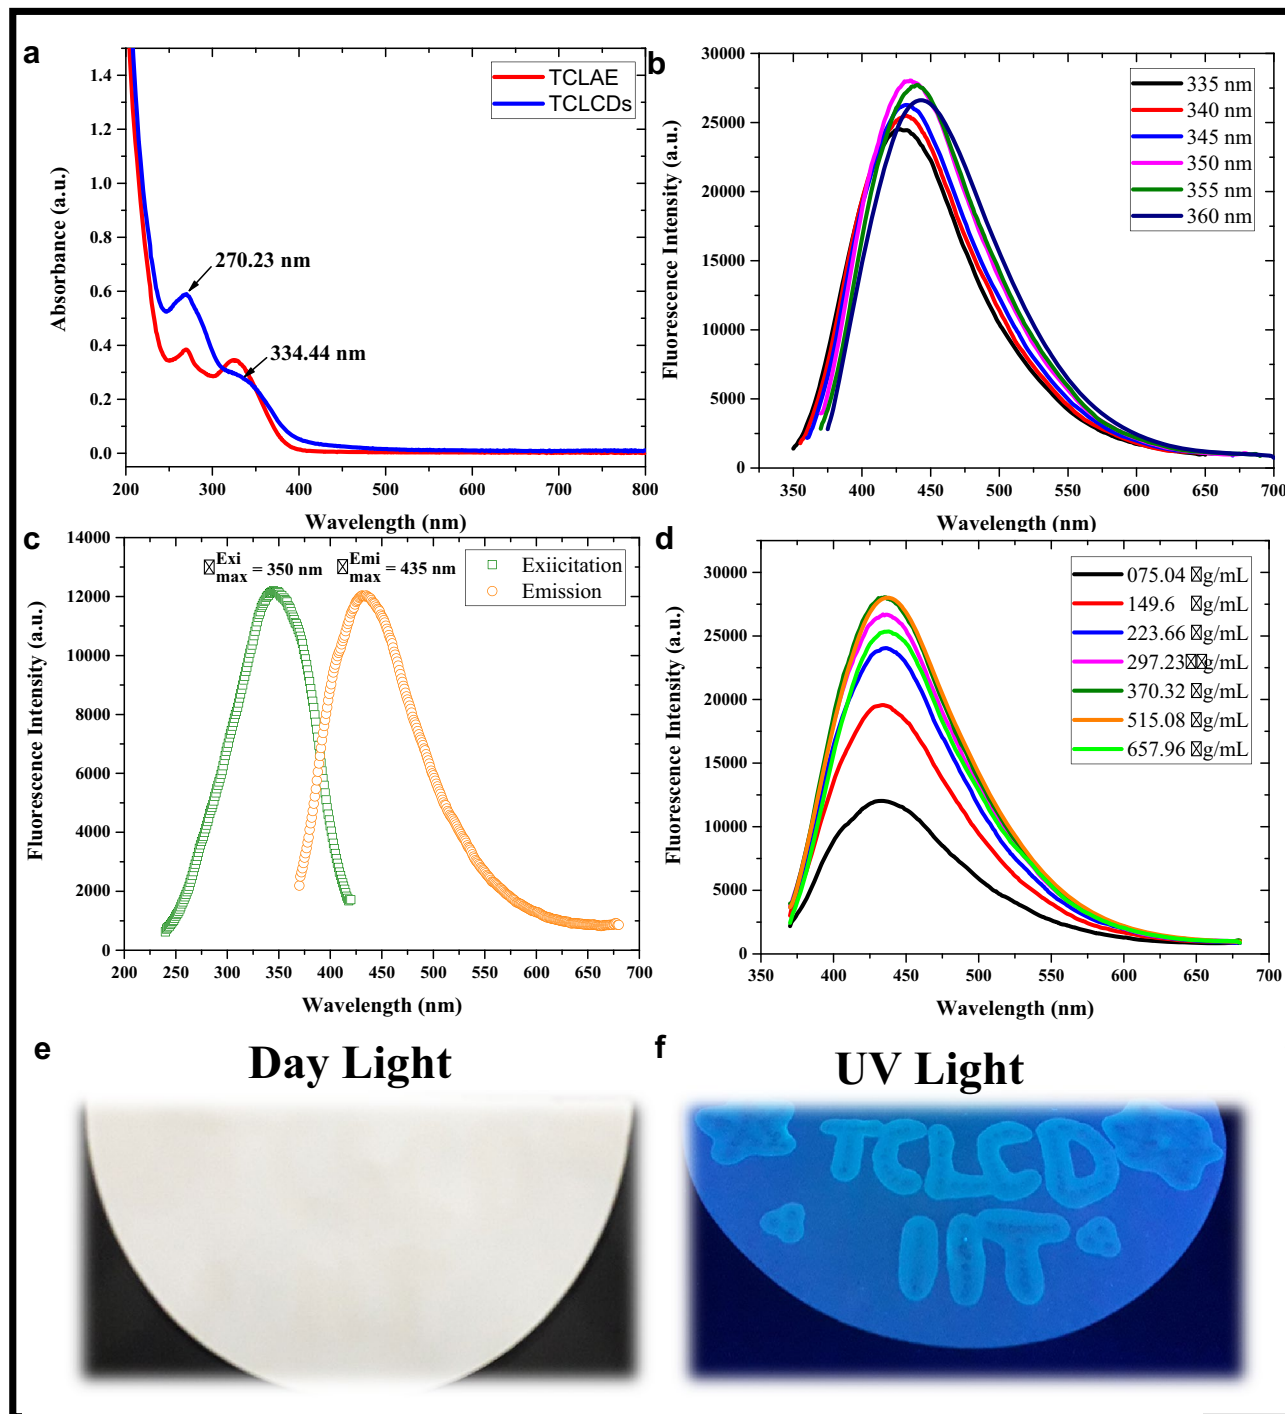 a
TCLAE
TCLCDs
270.23 nm
334.44 nm
1.4
1.2
1.0
0.8
0.6
0.4
0.2
0.0
Absorbance (a.u.)
200 300 400 500 600 700 800
Wavelength (nm)
b
335 nm
340 nm
345 nm
350 nm
355 nm
360 nm
30000
25000
20000
15000
10000
5000
0
Fluorescence Intensity (a.u.)
350 400 450 500 550 600 650 700
Wavelength (nm)
c
Exi
max = 350 nm
Emi
max = 435 nm
Exiicitation
Emission
14000
12000
10000
8000
6000
4000
2000
0
Fluorescence Intensity (a.u.)
200 250 300 350 400 450 500 550 600 650 700
Wavelength (nm)
d
075.04 g/mL
149.6 g/mL
223.66 g/mL
297.23 g/mL
370.32 g/mL
515.08 g/mL
657.96 g/mL
30000
25000
20000
15000
10000
5000
0
Fluorescence Intensity (a.u.)
350 400 450 500 550 600 650 700
Wavelength (nm)
e
Day Light
f
UV Light
TCLCD
IIT